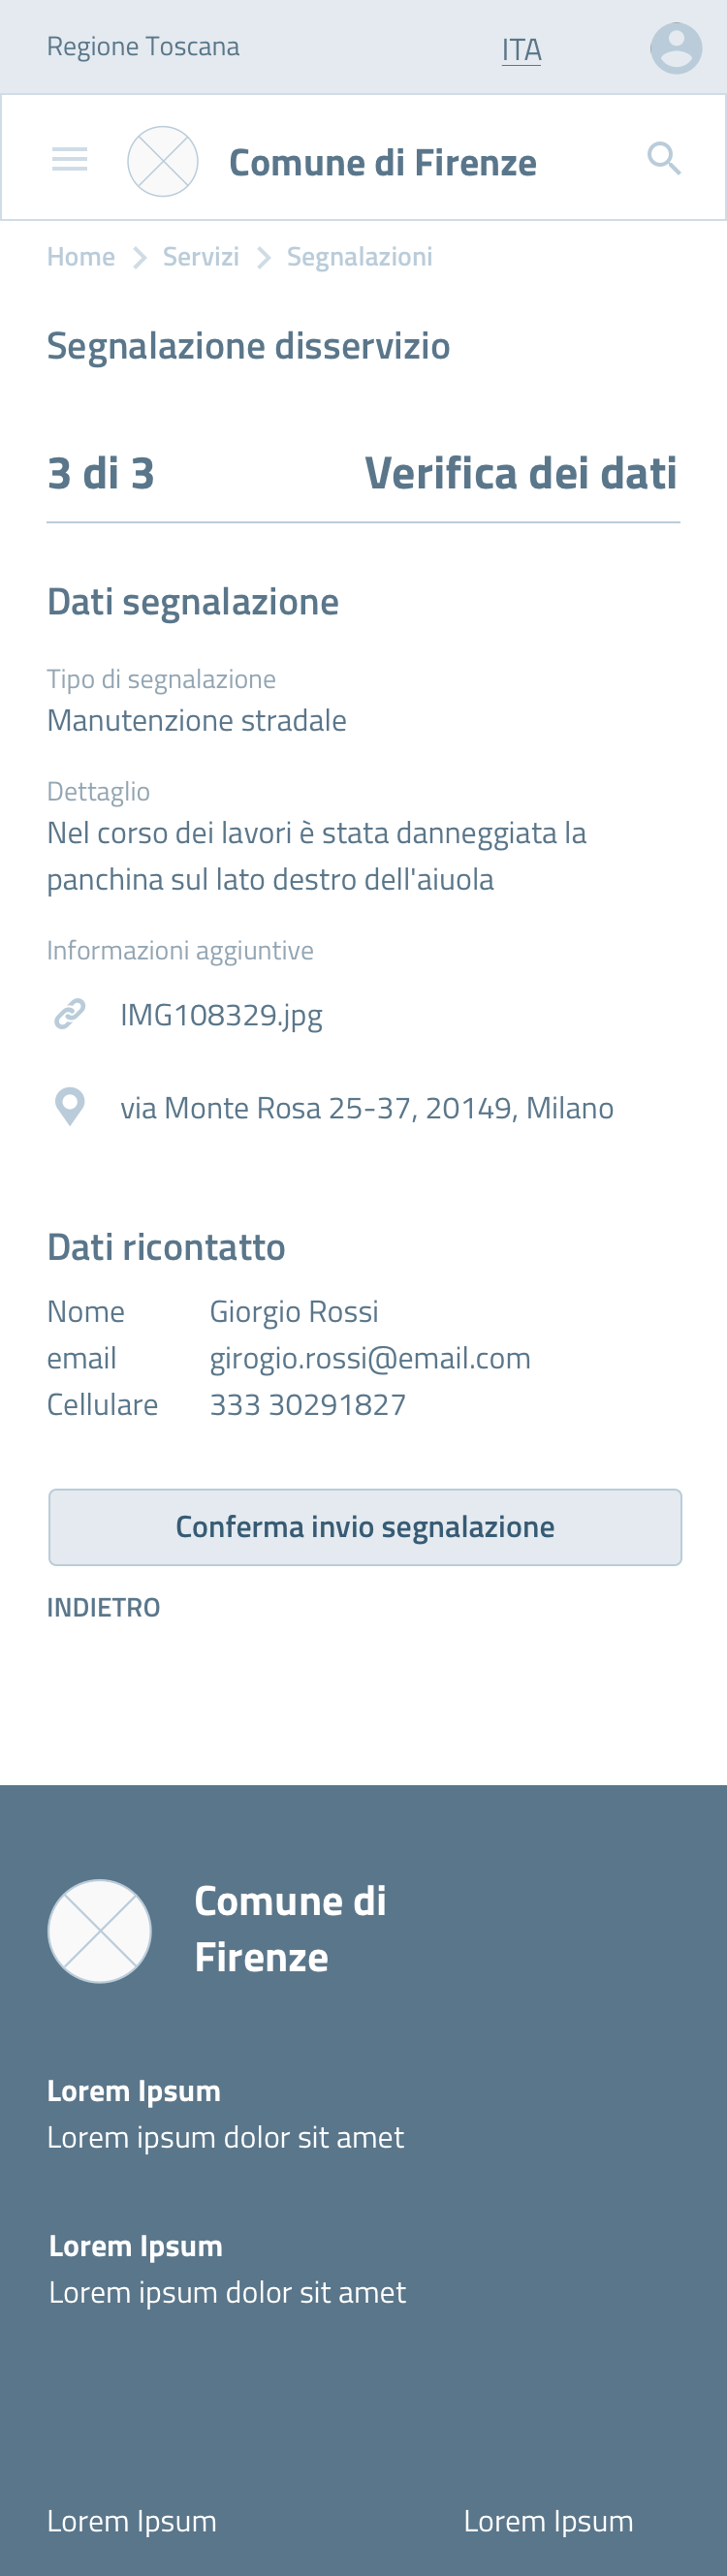 Regione Toscana
ITA
Comune di Firenze
Home
Servizi
Segnalazioni
Segnalazione disservizio
3 di 3
Verifica dei dati
Dati segnalazione
Tipo di segnalazione
Manutenzione stradale
Dettaglio
Nel corso dei lavori è stata danneggiata la
panchina sul lato destro dell'aiuola
Informazioni aggiuntive
IMG108329.jpg
via Monte Rosa 25-37, 20149, Milano
Dati ricontatto
Nome Giorgio Rossi
email girogio.rossi@email.com
Cellulare 333 30291827
Conferma invio segnalazione
INDIETRO
Comune di
Firenze
Lorem Ipsum
Lorem ipsum dolor sit amet
Lorem Ipsum
Lorem ipsum dolor sit amet
Lorem Ipsum
Lorem Ipsum